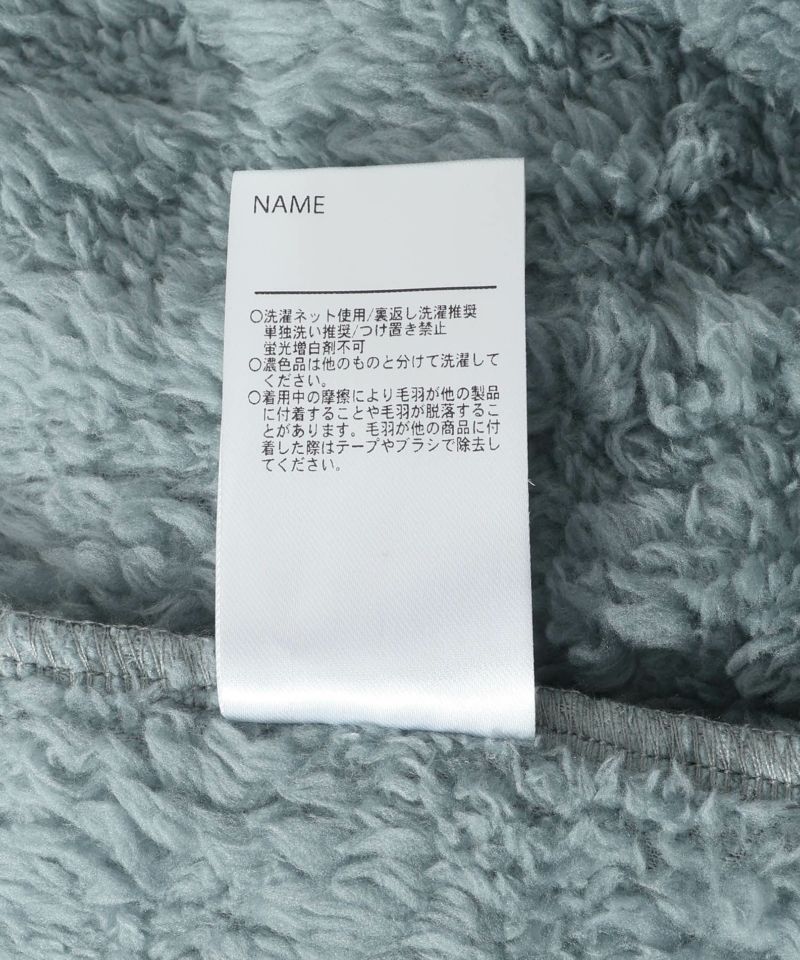 NAME
○洗濯ネット使用/裏返し洗濯推奨
単独洗い推奨/つけ置き禁止
蛍光増白剤不可
○濃色品は他のものと分けて洗濯して
ください。
○着用中の摩擦により毛羽が他の製品
に付着することや毛羽が脱落するこ
とがあります。毛羽が他の商品に付
着した際はテープやブラシで除去し
てください。